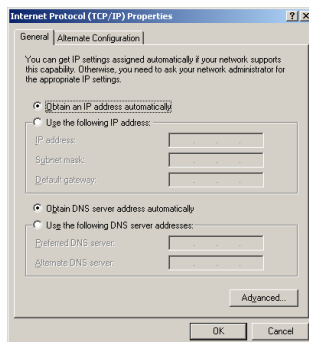 Internet Protocol (TCP/IP) Properties
General
Alternate Configuration
You can get IP settings assigned automatically if your network supports
this capability. Otherwise, you need to ask your network administrator for
the appropriate IP settings.
Obtain an IP address automatically
Use the following IP address:
IP address:
Subnet mask:
Default gateway:
Obtain DNS server address automatically
Use the following DNS server addresses:
Preferred DNS server:
Alternate DNS server:
Advanced...
OK
Cancel